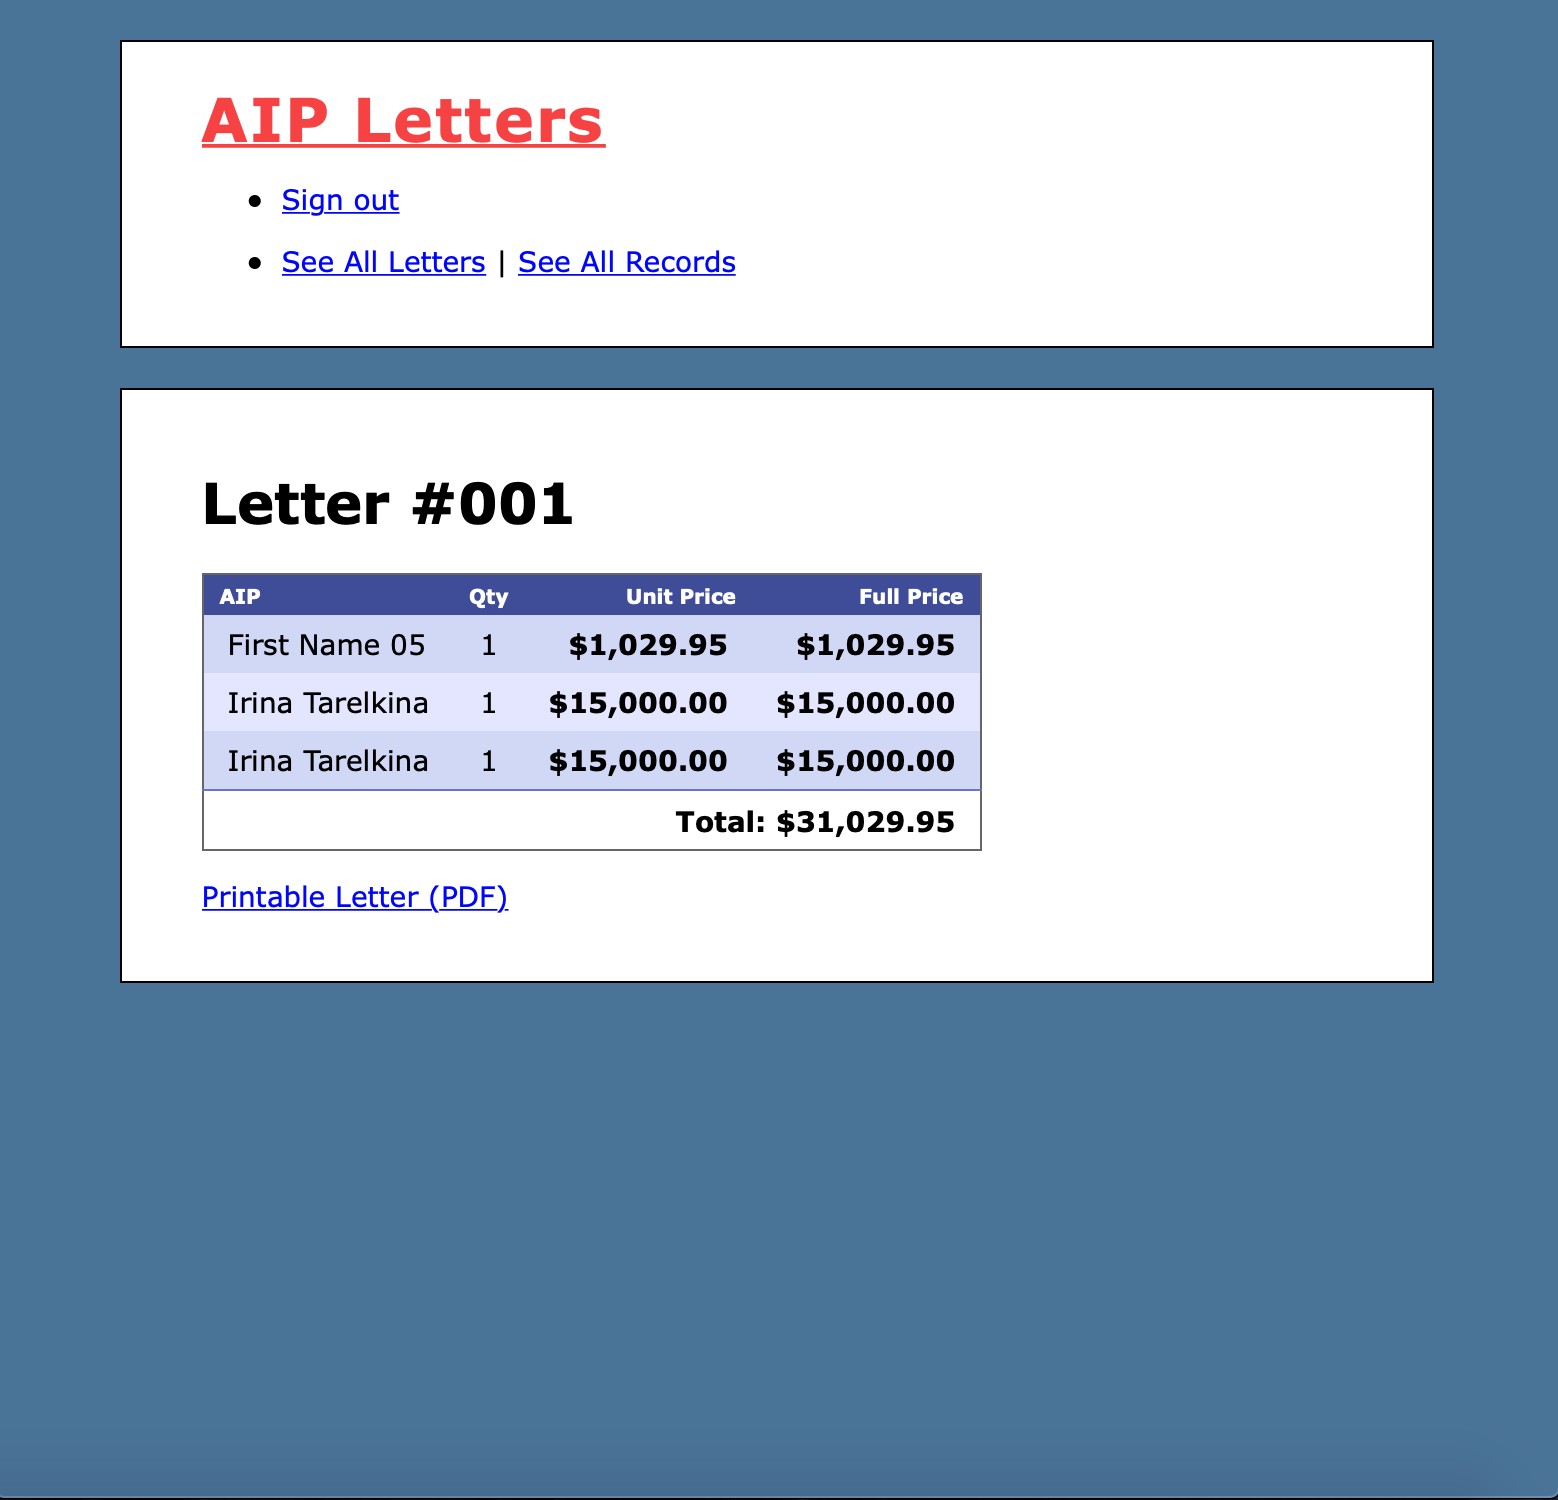 AIP Letters
Sign out
See All Letters | See All Records
Letter #001
AIP Qty Unit Price Full Price
First Name 05 1 $1,029.95 $1,029.95
Irina Tarelkina 1 $15,000.00 $15,000.00
Irina Tarelkina 1 $15,000.00 $15,000.00
Total: $31,029.95
Printable Letter (PDF)